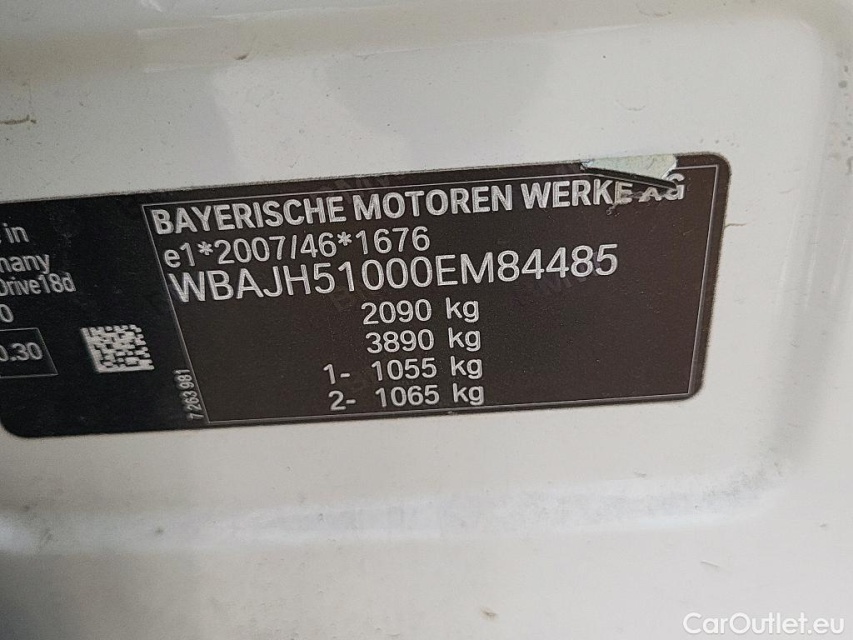 BAYERISCHE MOTOREN WERKE AG
e1*2007/46*1676
WBAJH51000EM84485
2090 kg
3890 kg
1- 1055 kg
2- 1065 kg
in
Drive18d
0.30
7 263 981
CarOutlet.eu